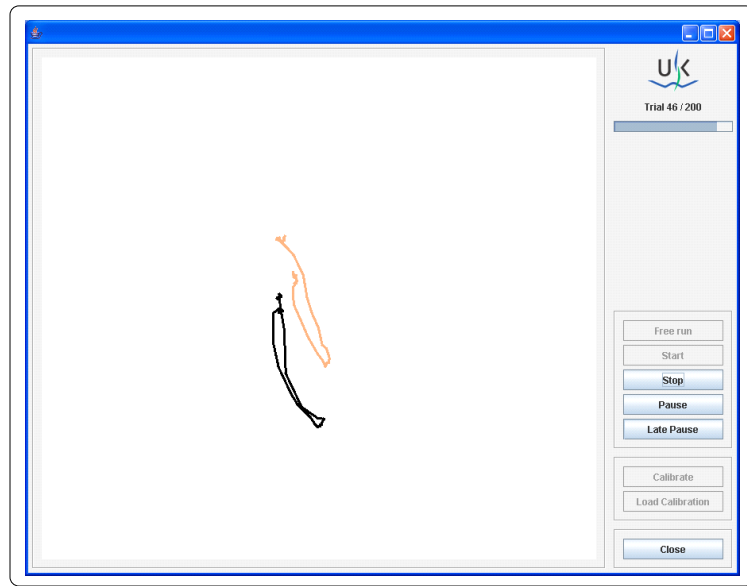 UK
Trial 46 / 200
Free run
Start
Stop
Pause
Late Pause
Calibrate
Load Calibration
Close